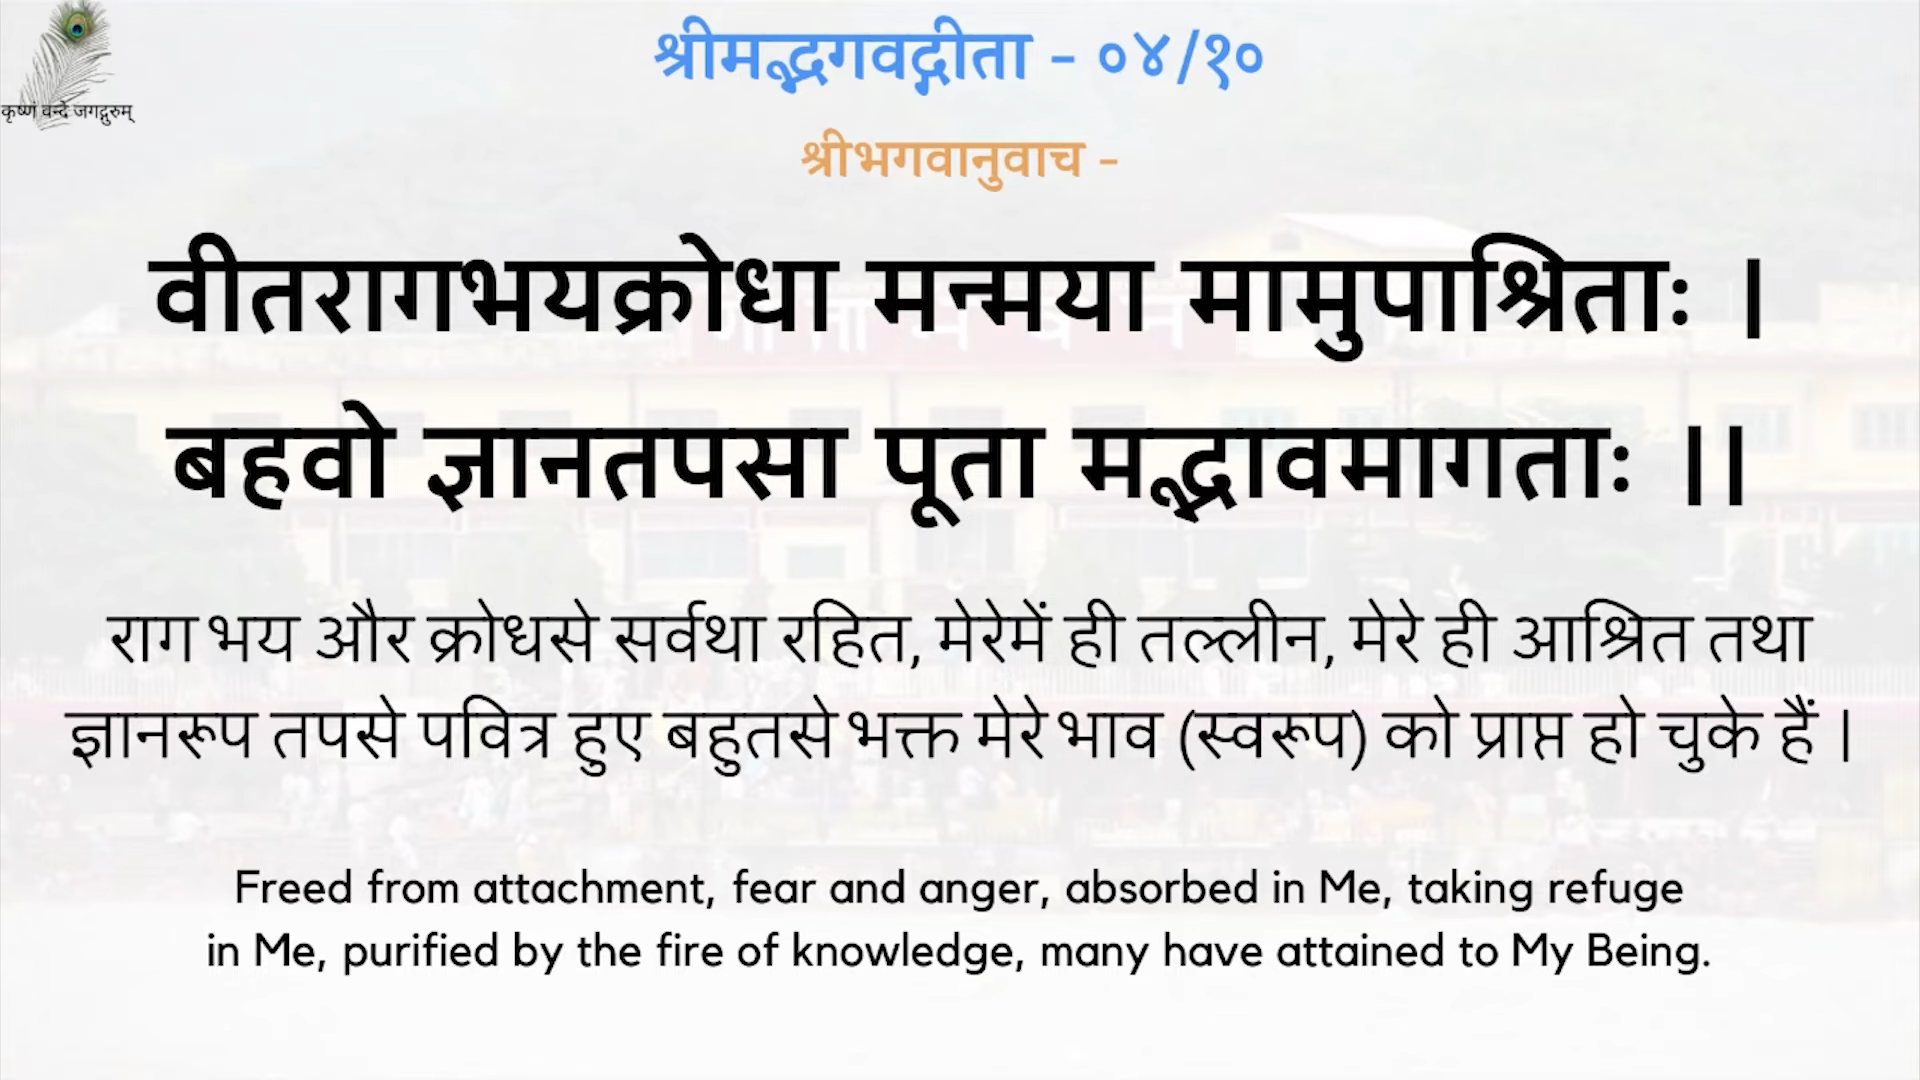 श्रीमद्भगवद्गीता - ०४/१०
कृष्णं वन्दे जगद्गुरुम्
श्रीभगवानुवाच -
वीतरागभयक्रोधा मन्मया मामुपाश्रिताः ।
बहवो ज्ञानतपसा पूता मद्भावमागताः ।।
राग भय और क्रोधसे सर्वथा रहित, मेरेमें ही तल्लीन, मेरे ही आश्रित तथा
ज्ञानरूप तपसे पवित्र हुए बहुतसे भक्त मेरे भाव (स्वरूप) को प्राप्त हो चुके हैं |
Freed from attachment, fear and anger, absorbed in Me, taking refuge
in Me, purified by the fire of knowledge, many have attained to My Being.